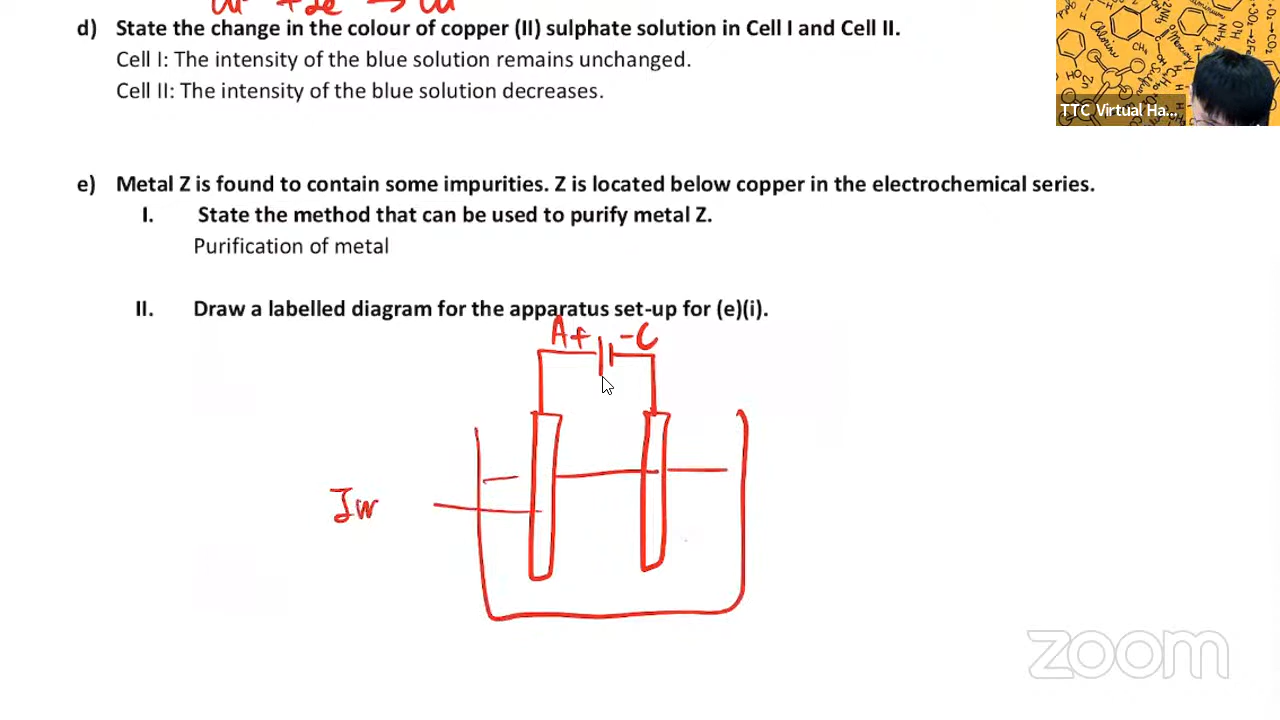 d) State the change in the colour of copper (II) sulphate solution in Cell I and Cell II.
Cell I: The intensity of the blue solution remains unchanged.
Cell II: The intensity of the blue solution decreases.
TTC Virtual Ha...
e) Metal Z is found to contain some impurities. Z is located below copper in the electrochemical series.
I. State the method that can be used to purify metal Z.
Purification of metal
II. Draw a labelled diagram for the apparatus set-up for (e)(i).
A+ -C
Im
zoom